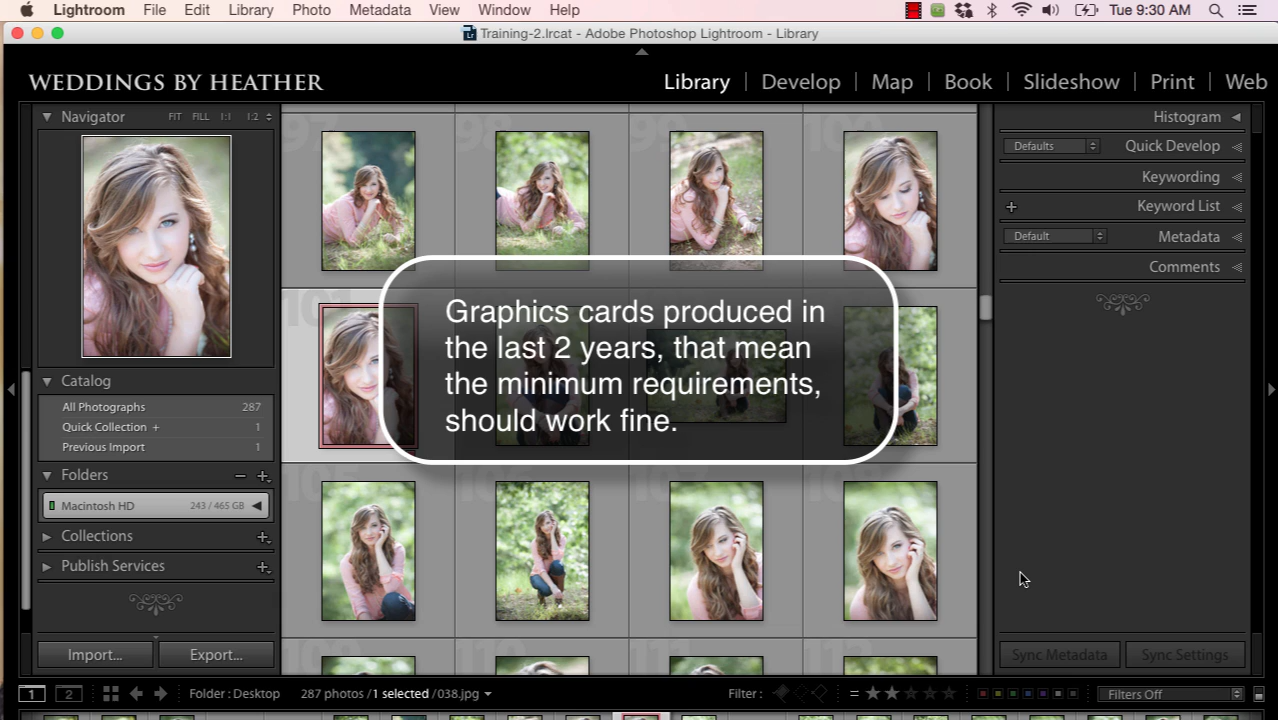 Lightroom File Edit Library Photo Metadata View Window Help Tue 9:30 AM
Training-2.lrcat - Adobe Photoshop Lightroom - Library
WEDDINGS BY HEATHER
Library | Develop | Map | Book | Slideshow | Print | Web
Navigator FIT FILL 1:1 1:2
Catalog
All Photographs 287
Quick Collection + 1
Previous Import 1
Folders
Macintosh HD 243 / 465 GB
Collections
Publish Services
Import... Export...
Graphics cards produced in
the last 2 years, that mean
the minimum requirements,
should work fine.
Histogram
Defaults Quick Develop
Keywording
Keyword List
Default Metadata
Comments
Sync Metadata Sync Settings
1 2 Folder : Desktop 287 photos / 1 selected / 038.jpg Filter : Filters Off